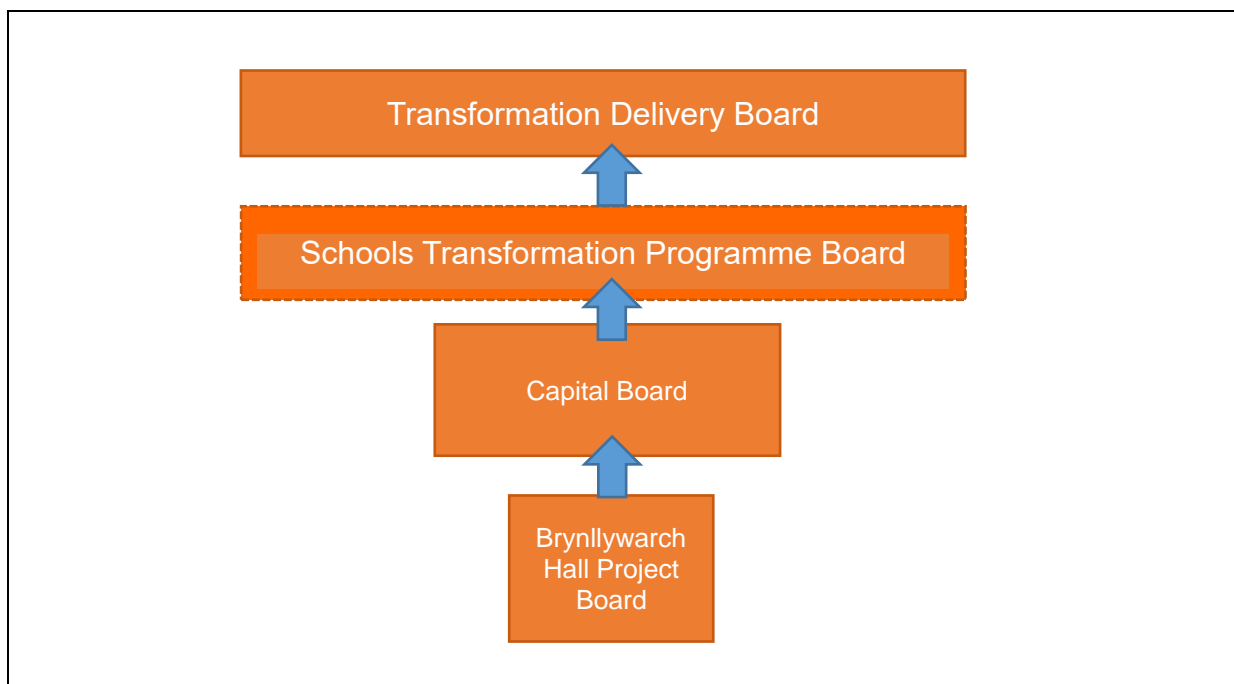 Transformation Delivery Board
Schools Transformation Programme Board
Capital Board
Brynllywarch
Hall Project
Board